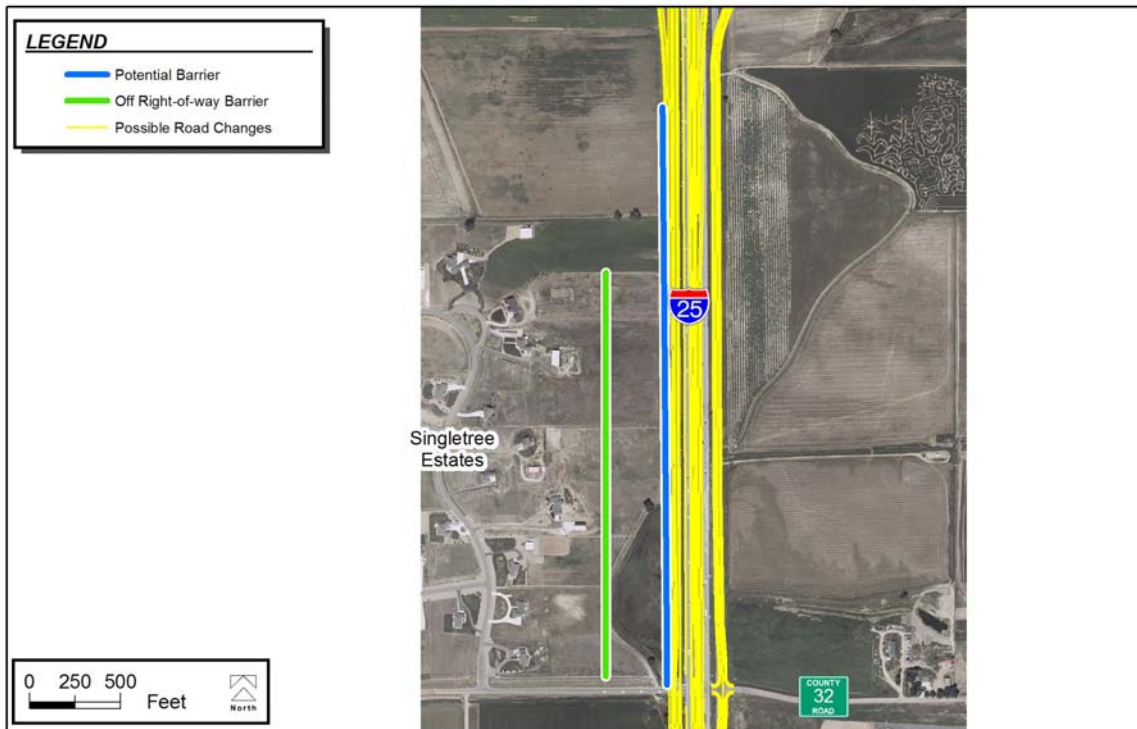 LEGEND
Potential Barrier
Off Right-of-way Barrier
Possible Road Changes
25
Singletree
Estates
COUNTY
32
ROAD
0 250 500
Feet
North